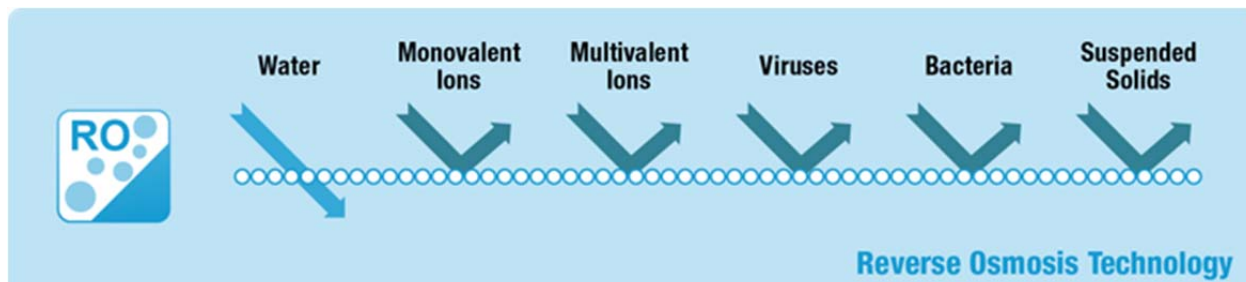 Water
Monovalent
Ions
Multivalent
Ions
Viruses
Bacteria
Suspended
Solids
RO
Reverse Osmosis Technology